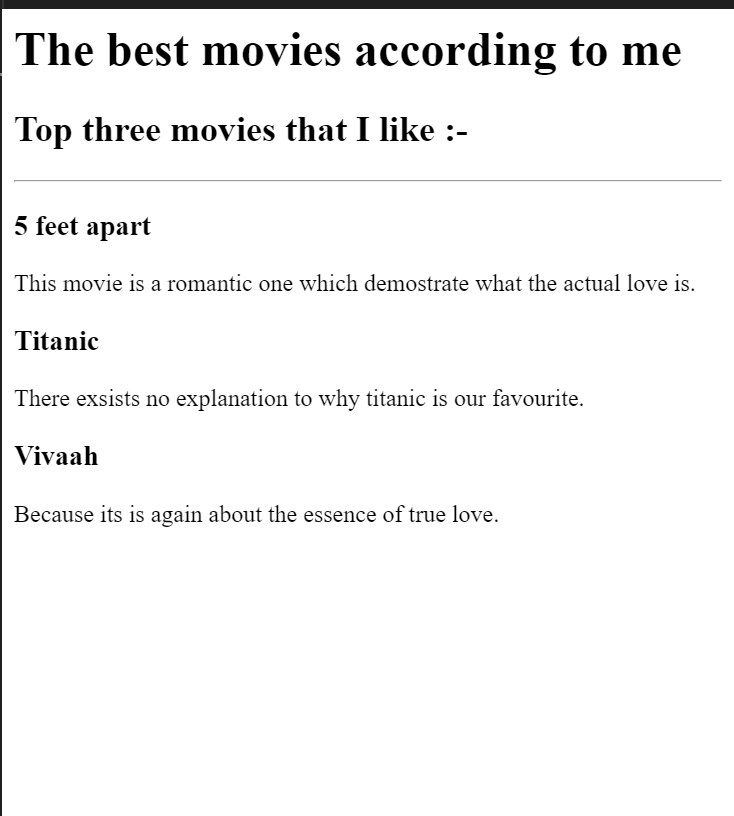 The best movies according to me
Top three movies that I like :-
5 feet apart
This movie is a romantic one which demostrate what the actual love is.
Titanic
There exsists no explanation to why titanic is our favourite.
Vivaah
Because its is again about the essence of true love.